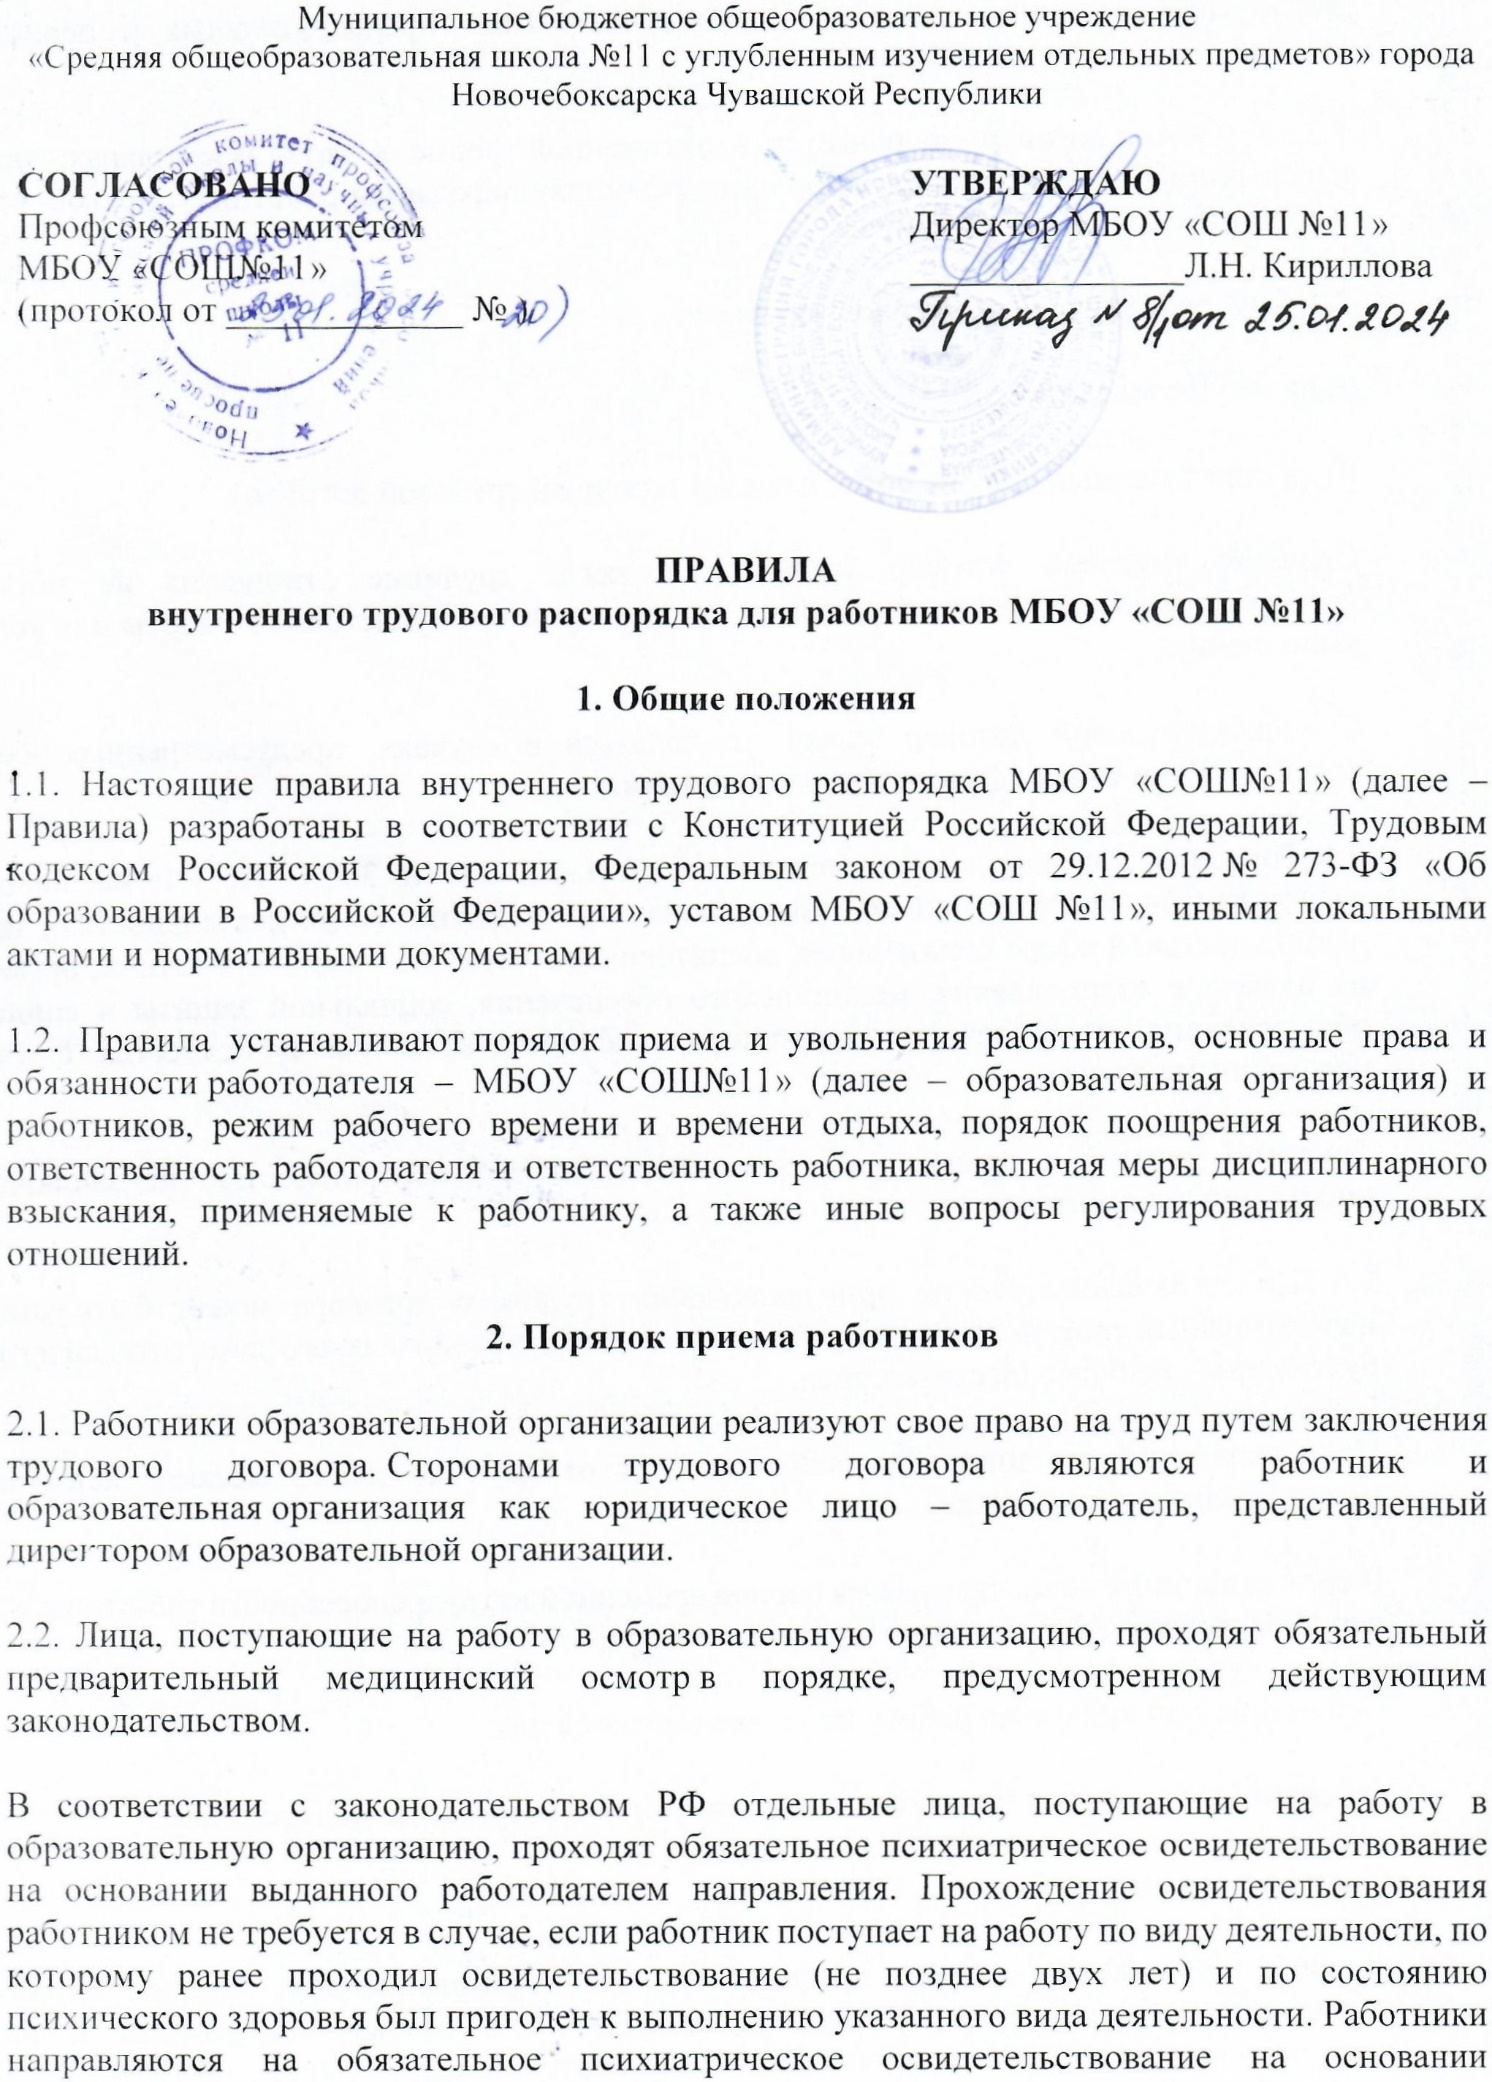 Муниципальное бюджетное общеобразовательное учреждение
«Средняя общеобразовательная школа №11 с углубленным изучением отдельных предметов» города
Новочебоксарска Чувашской Республики
СОГЛАСОВАНО
Профсоюзным комитетом
МБОУ «СОШ№11»
(протокол от 23.01.2024 № 20)
ПРОФКОМ
средней
школы
11
УТВЕРЖДАЮ
Директор МБОУ «СОШ №11»
Л.Н. Кириллова
Приказ № 8/1 от 25.01.2024
ПРАВИЛА
внутреннего трудового распорядка для работников МБОУ «СОШ №11»
1. Общие положения
1.1. Настоящие правила внутреннего трудового распорядка МБОУ «СОШ№11» (далее –
Правила) разработаны в соответствии с Конституцией Российской Федерации, Трудовым
кодексом Российской Федерации, Федеральным законом от 29.12.2012 № 273-ФЗ «Об
образовании в Российской Федерации», уставом МБОУ «СОШ №11», иными локальными
актами и нормативными документами.
1.2. Правила устанавливают порядок приема и увольнения работников, основные права и
обязанности работодателя – МБОУ «СОШ№11» (далее – образовательная организация) и
работников, режим рабочего времени и времени отдыха, порядок поощрения работников,
ответственность работодателя и ответственность работника, включая меры дисциплинарного
взыскания, применяемые к работнику, а также иные вопросы регулирования трудовых
отношений.
2. Порядок приема работников
2.1. Работники образовательной организации реализуют свое право на труд путем заключения
трудового договора. Сторонами трудового договора являются работник и
образовательная организация как юридическое лицо – работодатель, представленный
директором образовательной организации.
2.2. Лица, поступающие на работу в образовательную организацию, проходят обязательный
предварительный медицинский осмотр в порядке, предусмотренном действующим
законодательством.
В соответствии с законодательством РФ отдельные лица, поступающие на работу в
образовательную организацию, проходят обязательное психиатрическое освидетельствование
на основании выданного работодателем направления. Прохождение освидетельствования
работником не требуется в случае, если работник поступает на работу по виду деятельности, по
которому ранее проходил освидетельствование (не позднее двух лет) и по состоянию
психического здоровья был пригоден к выполнению указанного вида деятельности. Работники
направляются на обязательное психиатрическое освидетельствование на основании